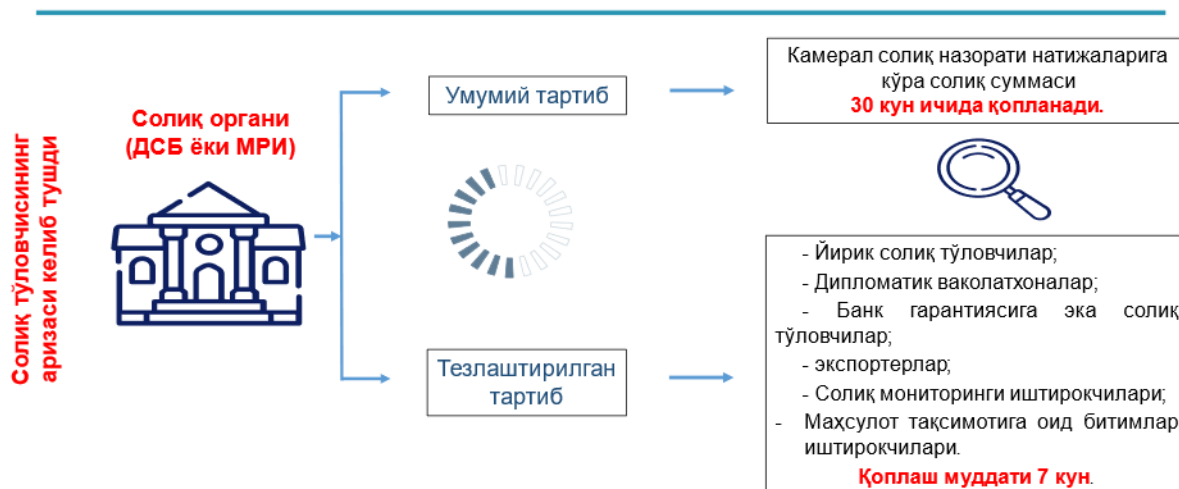 Солиқ тўловчисининг
аризаси келиб тушди
Солиқ органи
(ДСБ ёки МРИ)
Умумий тартиб
Камерал солиқ назорати натижаларига
кўра солиқ суммаси
30 кун ичида қопланади.
Тезлаштирилган
тартиб
- Йирик солиқ тўловчилар;
- Дипломатик ваколатхоналар;
- Банк гарантиясига эка солиқ
тўловчилар;
- экспортерлар;
- Солиқ мониторинги иштирокчилари;
- Маҳсулот тақсимотига оид битимлар
иштирокчилари.
Қоплаш муддати 7 кун.